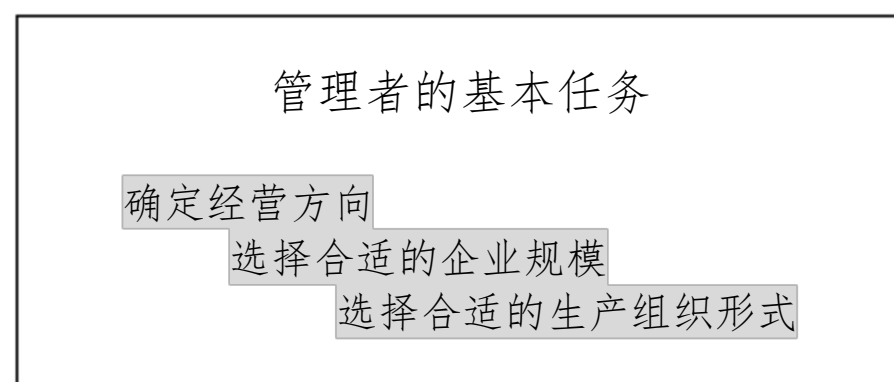 管理者的基本任务
确定经营方向
选择合适的企业规模
选择合适的生产组织形式